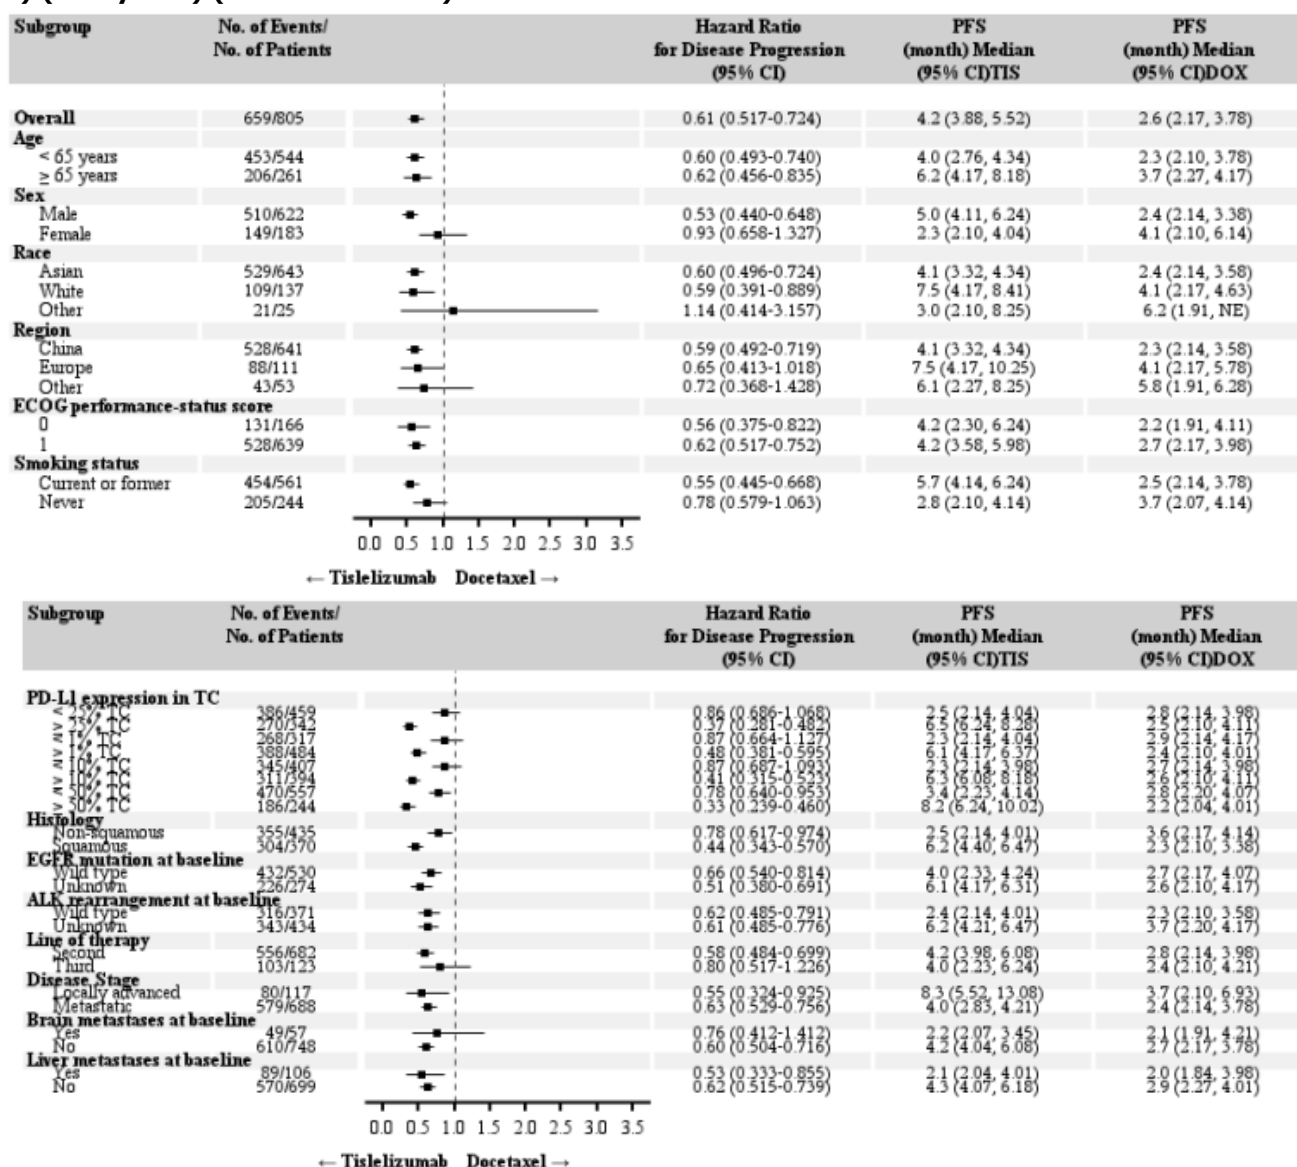 Subgroup No. of Events/ Hazard Ratio PFS PFS
No. of Patients for Disease Progression (month) Median (month) Median
(95% CI) (95% CI)TIS (95% CI)DOX
Overall 659/805 0.61 (0.517-0.724) 4.2 (3.88, 5.52) 2.6 (2.17, 3.78)
Age
< 65 years 453/544 0.60 (0.493-0.740) 4.0 (2.76, 4.34) 2.3 (2.10, 3.78)
≥ 65 years 206/261 0.62 (0.456-0.835) 6.2 (4.17, 8.18) 3.7 (2.27, 4.17)
Sex
Male 510/622 0.53 (0.440-0.648) 5.0 (4.11, 6.24) 2.4 (2.14, 3.38)
Female 149/183 0.93 (0.658-1.327) 2.3 (2.10, 4.04) 4.1 (2.10, 6.14)
Race
Asian 529/643 0.60 (0.496-0.724) 4.1 (3.32, 4.34) 2.4 (2.14, 3.58)
White 109/137 0.59 (0.391-0.889) 7.5 (4.17, 8.41) 4.1 (2.17, 4.63)
Other 21/25 1.14 (0.414-3.157) 3.0 (2.10, 8.25) 6.2 (1.91, NE)
Region
China 528/641 0.59 (0.492-0.719) 4.1 (3.32, 4.34) 2.3 (2.14, 3.58)
Europe 88/111 0.65 (0.413-1.018) 7.5 (4.17, 10.25) 4.1 (2.17, 5.78)
Other 43/53 0.72 (0.368-1.428) 6.1 (2.27, 8.25) 5.8 (1.91, 6.28)
ECOG performance-status score
0 131/166 0.56 (0.375-0.822) 4.2 (2.30, 6.24) 2.2 (1.91, 4.11)
1 528/639 0.62 (0.517-0.752) 4.2 (3.58, 5.98) 2.7 (2.17, 3.98)
Smoking status
Current or former 454/561 0.55 (0.445-0.668) 5.7 (4.14, 6.24) 2.5 (2.14, 3.78)
Never 205/244 0.78 (0.579-1.063) 2.8 (2.10, 4.14) 3.7 (2.07, 4.14)
0.0 0.5 1.0 1.5 2.0 2.5 3.0 3.5
← Tislelizumab Docetaxel →
Subgroup No. of Events/ Hazard Ratio PFS PFS
No. of Patients for Disease Progression (month) Median (month) Median
(95% CI) (95% CI)TIS (95% CI)DOX
PD-L1 expression in TC
< 25% TC 386/459 0.86 (0.686-1.068) 2.5 (2.14, 4.04) 2.8 (2.14, 3.98)
≥ 25% TC 270/342 0.37 (0.281-0.482) 6.5 (6.24, 8.28) 2.5 (2.10, 4.11)
< 1% TC 268/317 0.87 (0.664-1.127) 2.3 (2.14, 4.04) 2.9 (2.14, 4.17)
≥ 1% TC 388/484 0.48 (0.381-0.595) 6.1 (4.17, 6.37) 2.4 (2.10, 4.01)
< 10% TC 345/407 0.87 (0.687-1.093) 2.3 (2.14, 3.98) 2.7 (2.14, 3.98)
≥ 10% TC 311/394 0.41 (0.315-0.523) 6.3 (6.08, 8.18) 2.6 (2.10, 4.11)
< 50% TC 470/557 0.78 (0.640-0.953) 3.4 (2.23, 4.14) 2.8 (2.20, 4.07)
≥ 50% TC 186/244 0.33 (0.239-0.460) 8.2 (6.24, 10.02) 2.2 (2.04, 4.01)
Histology
Non-squamous 355/435 0.78 (0.617-0.974) 2.5 (2.14, 4.01) 3.6 (2.17, 4.14)
Squamous 304/370 0.44 (0.343-0.570) 6.2 (4.40, 6.47) 2.3 (2.10, 3.38)
EGFR mutation at baseline
Wild type 432/530 0.66 (0.540-0.814) 4.0 (2.33, 4.24) 2.7 (2.17, 4.07)
Unknown 226/274 0.51 (0.380-0.691) 6.1 (4.17, 6.31) 2.6 (2.10, 4.17)
ALK rearrangement at baseline
Wild type 316/371 0.62 (0.485-0.791) 2.4 (2.14, 4.01) 2.3 (2.10, 3.58)
Unknown 343/434 0.61 (0.485-0.776) 6.2 (4.21, 6.47) 3.7 (2.20, 4.17)
Line of therapy
Second 556/682 0.58 (0.484-0.699) 4.2 (3.98, 6.08) 2.8 (2.14, 3.98)
Third 103/123 0.80 (0.517-1.226) 4.0 (2.23, 6.24) 2.4 (2.10, 4.21)
Disease Stage
Locally advanced 80/117 0.55 (0.324-0.925) 8.3 (5.52, 13.08) 3.7 (2.10, 6.93)
Metastatic 579/688 0.63 (0.529-0.756) 4.0 (2.83, 4.21) 2.4 (2.14, 3.78)
Brain metastases at baseline
Yes 49/57 0.76 (0.412-1.412) 2.2 (2.07, 3.45) 2.1 (1.91, 4.21)
No 610/748 0.60 (0.504-0.716) 4.2 (4.04, 6.08) 2.7 (2.17, 3.78)
Liver metastases at baseline
Yes 89/106 0.53 (0.333-0.855) 2.1 (2.04, 4.01) 2.0 (1.84, 3.98)
No 570/699 0.62 (0.515-0.739) 4.3 (4.07, 6.18) 2.9 (2.27, 4.01)
0.0 0.5 1.0 1.5 2.0 2.5 3.0 3.5
← Tislelizumab Docetaxel →